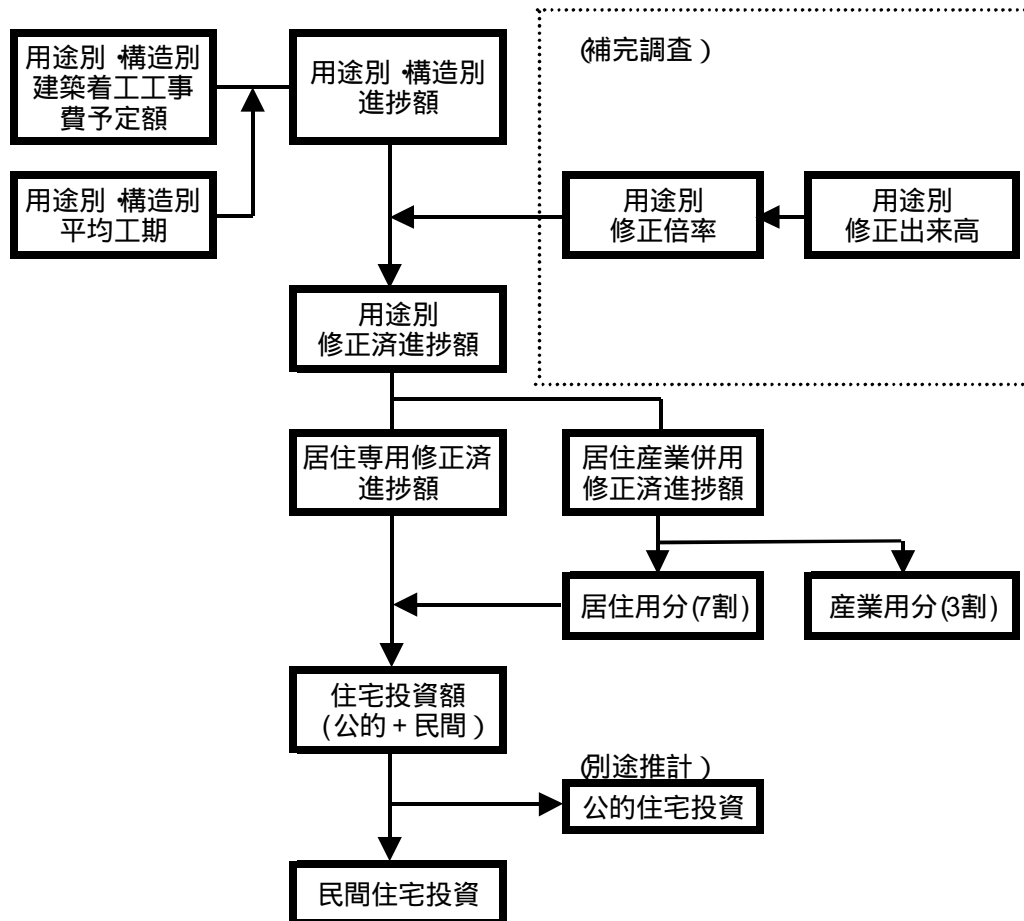 用途別・構造別
建築着工工事
費予定額
用途別・構造別
進捗額
(補完調査)
用途別・構造別
平均工期
用途別
修正倍率
用途別
修正出来高
用途別
修正済進捗額
居住専用修正済
進捗額
居住産業併用
修正済進捗額
居住用分(7割)
産業用分(3割)
住宅投資額
(公的+民間)
(別途推計)
公的住宅投資
民間住宅投資